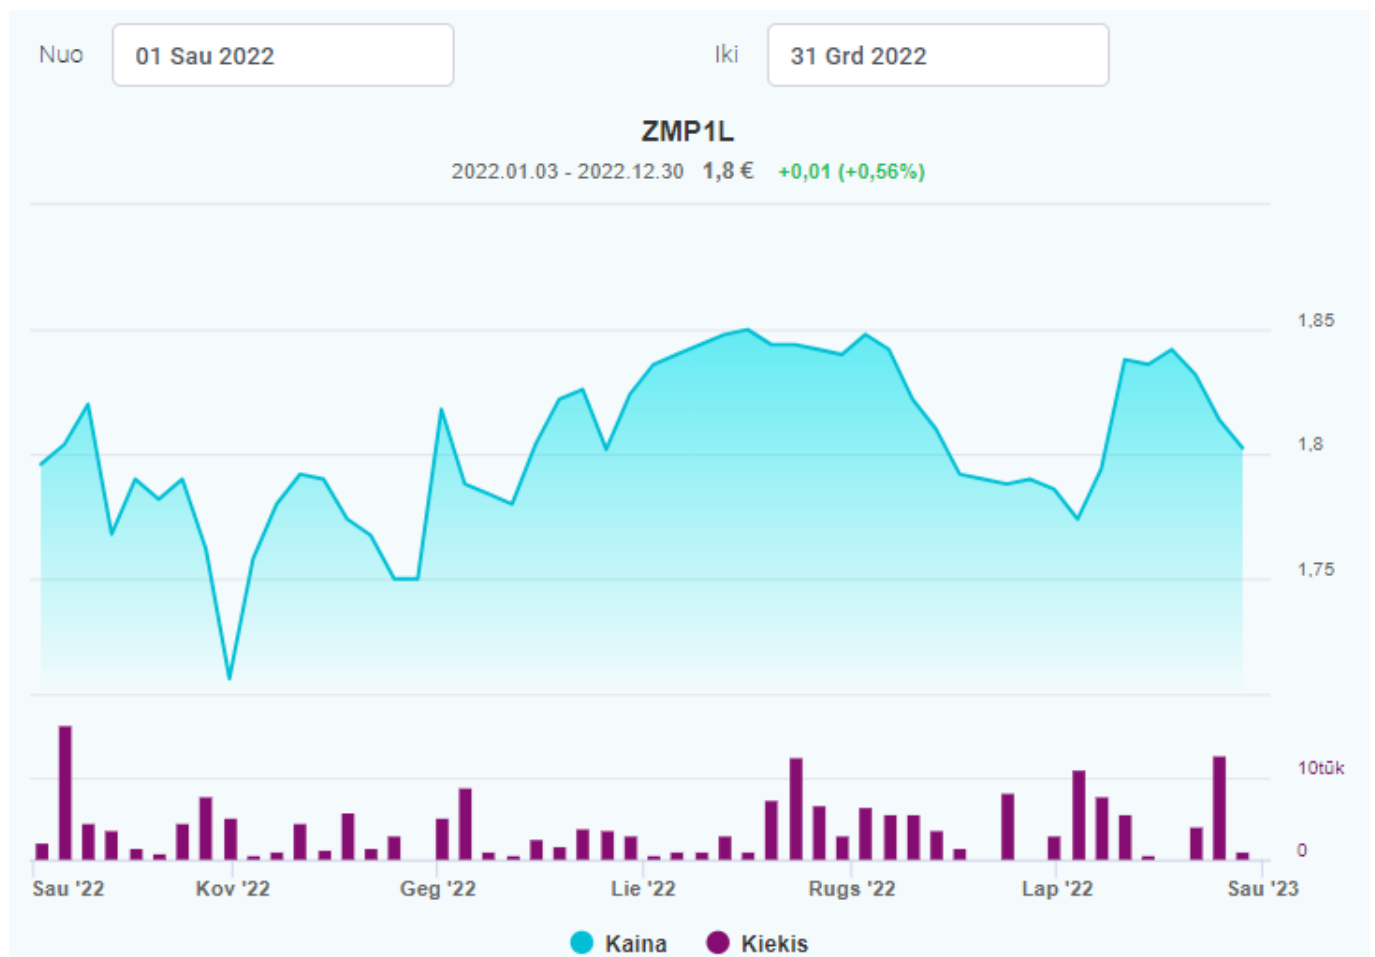 Nuo 01 Sau 2022 Iki 31 Grd 2022
ZMP1L
2022.01.03 - 2022.12.30 1,8 € +0,01 (+0,56%)
1,85
1,8
1,75
10tūk
0
Sau '22 Kov '22 Geg '22 Lie '22 Rugs '22 Lap '22 Sau '23
Kaina Kiekis